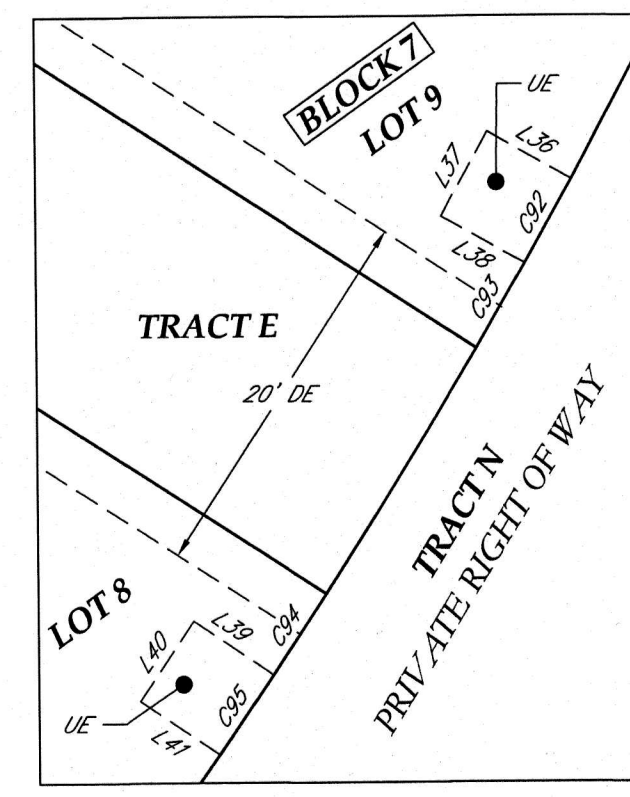 BLOCK 7
LOT 9
UE
L36
L37
C92
L38
C93
TRACT E
20' DE
TRACT N
PRIVATE RIGHT OF WAY
LOT 8
C94
L39
L40
C95
UE
L41